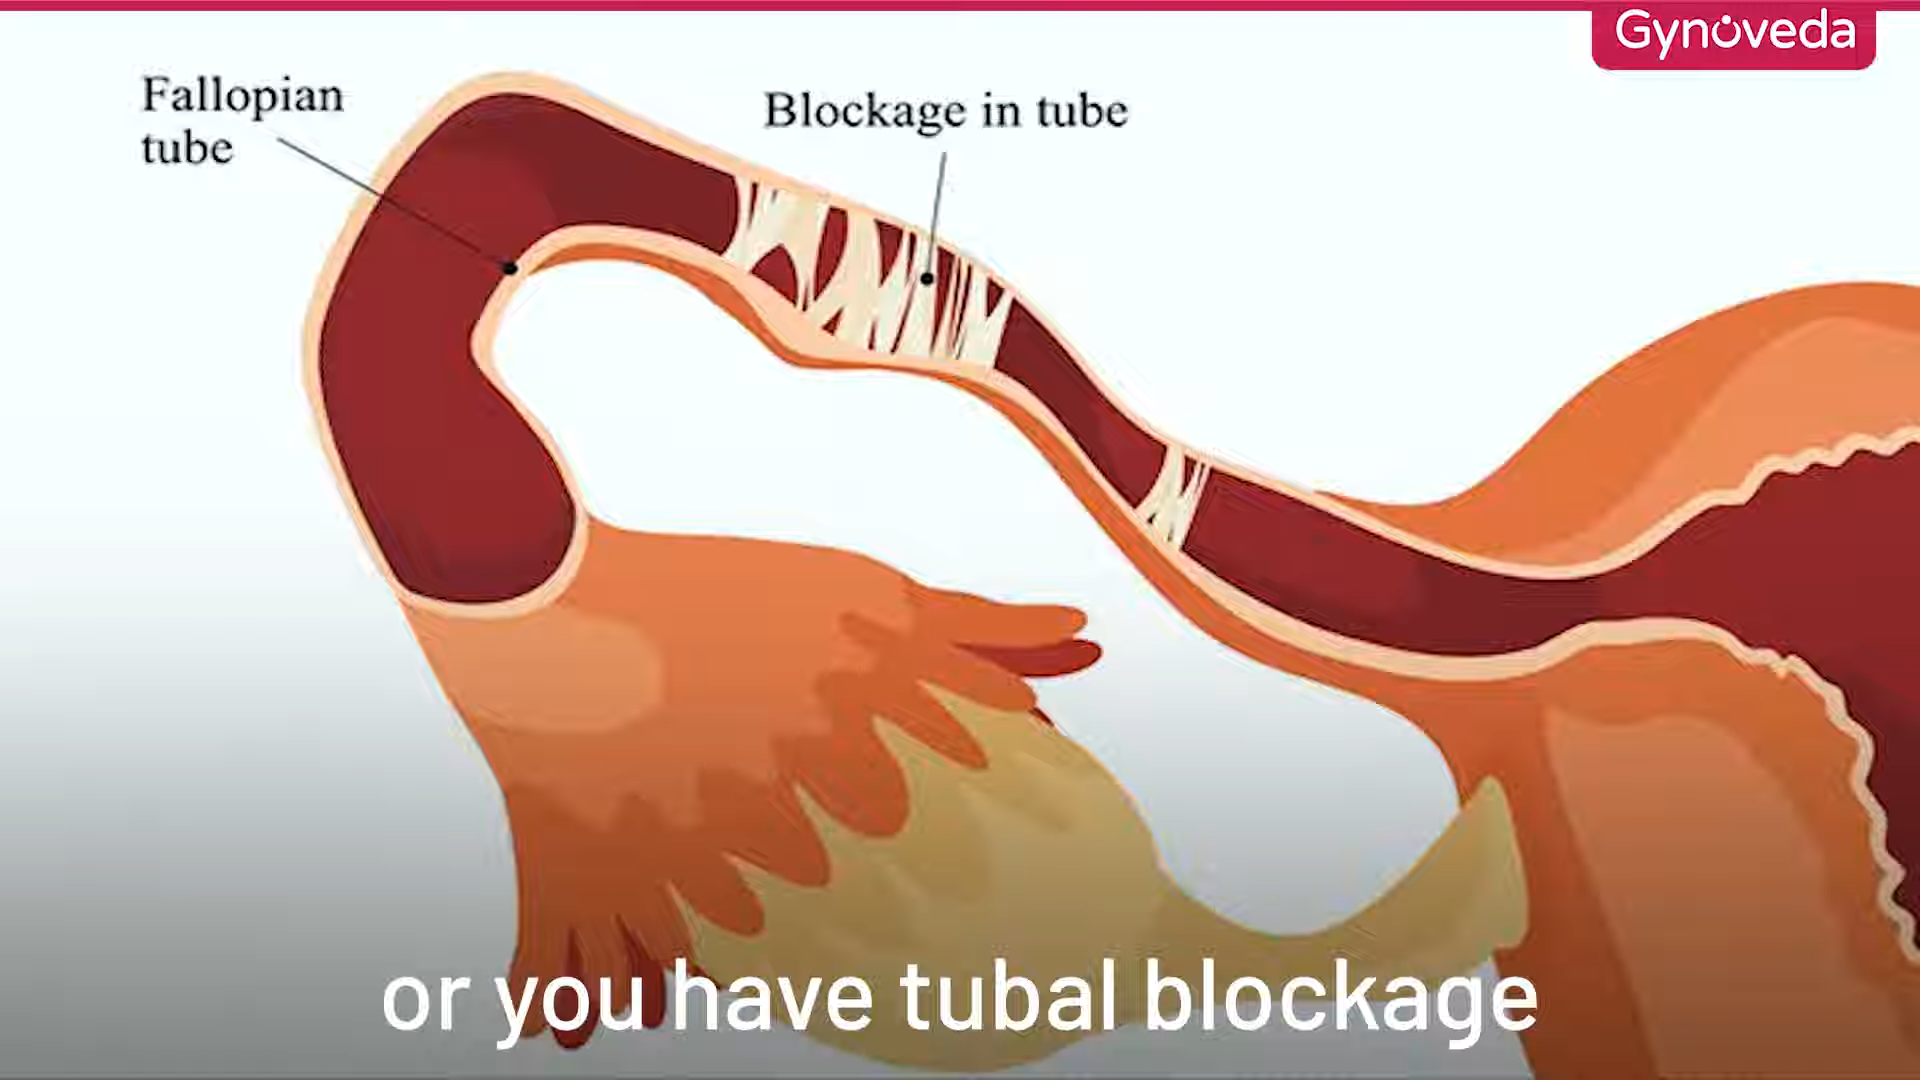 Gynoveda
Fallopian
tube
Blockage in tube
or you have tubal blockage